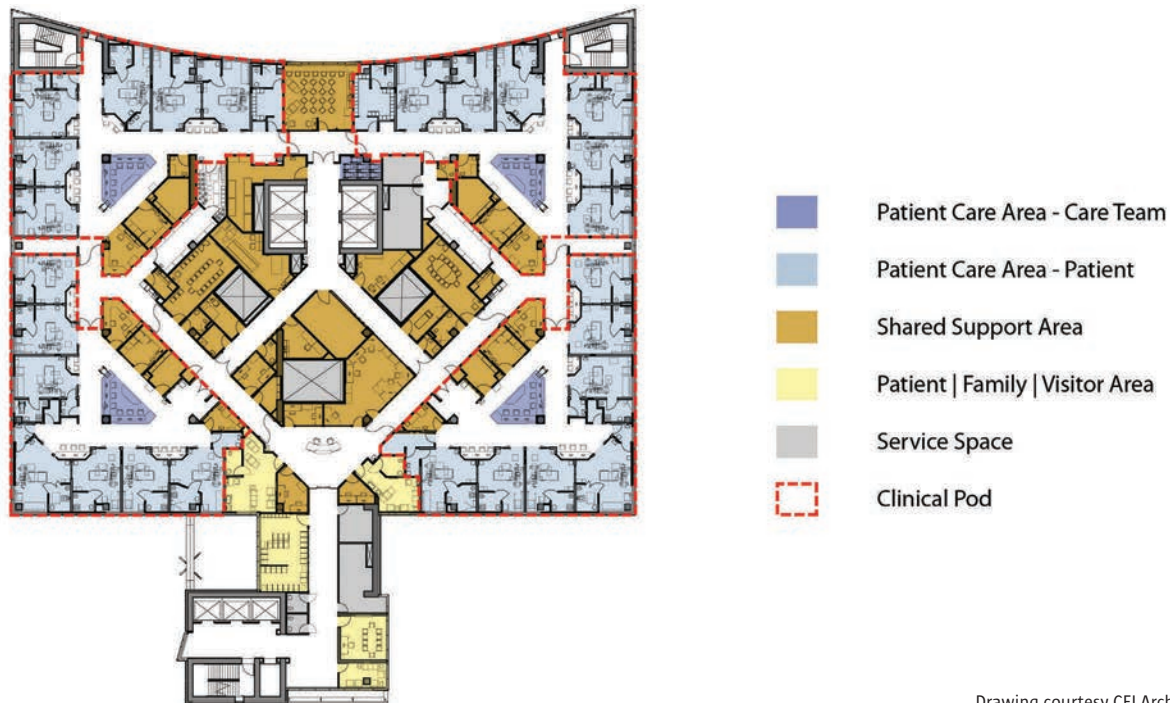 Patient Care Area - Care Team
Patient Care Area - Patient
Shared Support Area
Patient | Family | Visitor Area
Service Space
Clinical Pod
Drawing courtesy CEI Arch